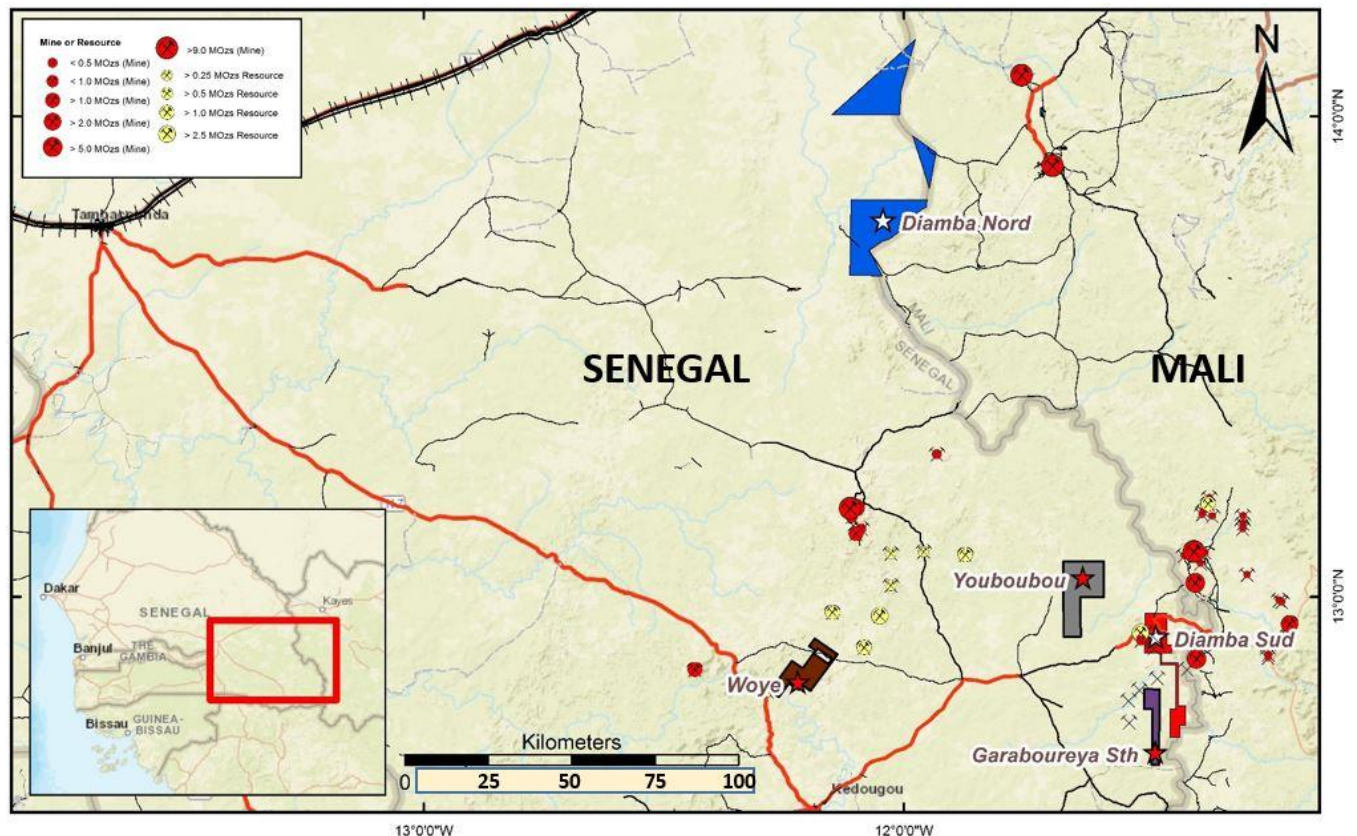 Mine or Resource
< 0.5 MOzs (Mine)
< 1.0 MOzs (Mine)
> 1.0 MOzs (Mine)
> 2.0 MOzs (Mine)
> 5.0 MOzs (Mine)
>9.0 MOzs (Mine)
> 0.25 MOzs Resource
> 0.5 MOzs Resource
> 1.0 MOzs Resource
> 2.5 MOzs Resource
N
14°0'0"N
Diamba Nord
MALI
SENEGAL
SENEGAL
MALI
13°0'0"N
Youboubou
Diamba Sud
Woye
Garaboureya Sth
Kedougou
Kilometers
0 25 50 75 100
Dakar
SENEGAL
Kayes
Banjul
THE
GAMBIA
Bissau
GUINEA-
BISSAU
13°0'0"W
12°0'0"W